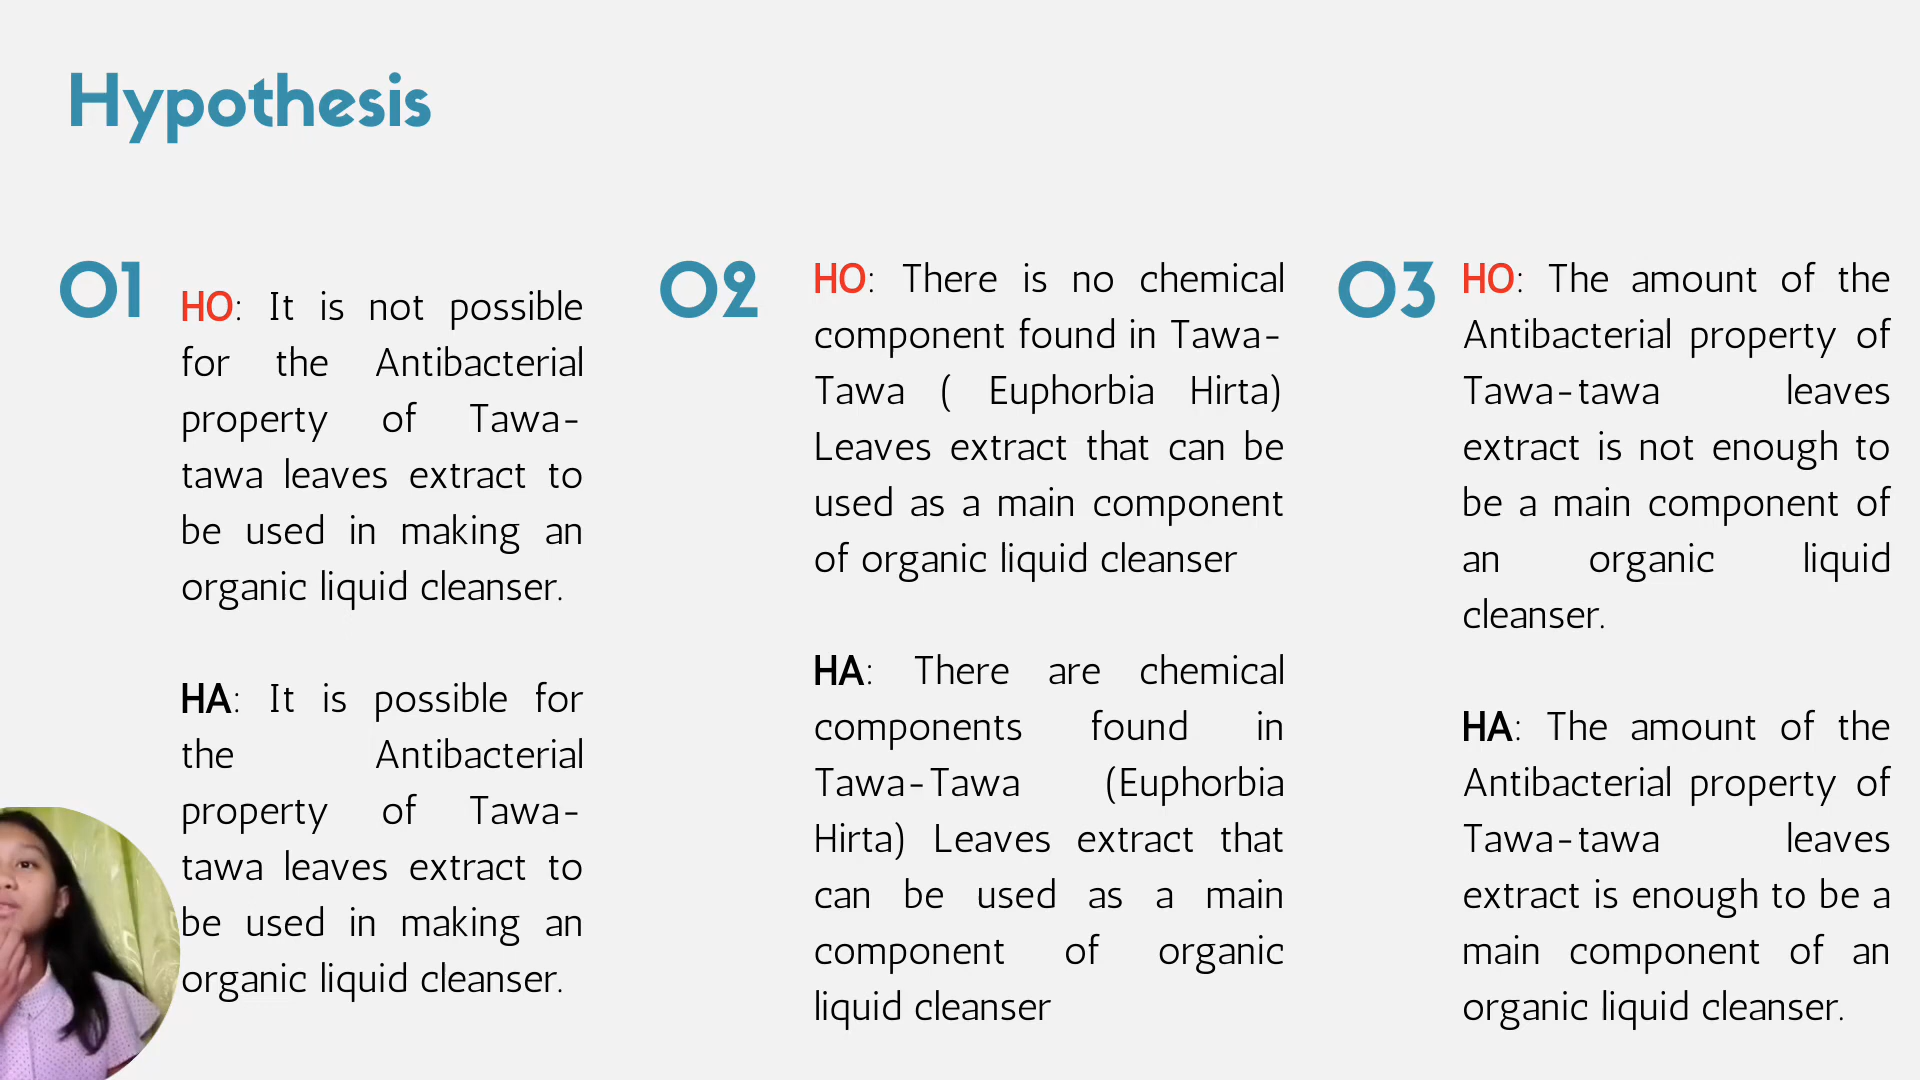 Hypothesis
01
HO: It is not possible
for the Antibacterial
property of Tawa-
tawa leaves extract to
be used in making an
organic liquid cleanser.
HA: It is possible for
the Antibacterial
property of Tawa-
tawa leaves extract to
be used in making an
organic liquid cleanser.
02
HO: There is no chemical
component found in Tawa-
Tawa ( Euphorbia Hirta)
Leaves extract that can be
used as a main component
of organic liquid cleanser
HA: There are chemical
components found in
Tawa-Tawa (Euphorbia
Hirta) Leaves extract that
can be used as a main
component of organic
liquid cleanser
03
HO: The amount of the
Antibacterial property of
Tawa-tawa leaves
extract is not enough to
be a main component of
an organic liquid
cleanser.
HA: The amount of the
Antibacterial property of
Tawa-tawa leaves
extract is enough to be a
main component of an
organic liquid cleanser.